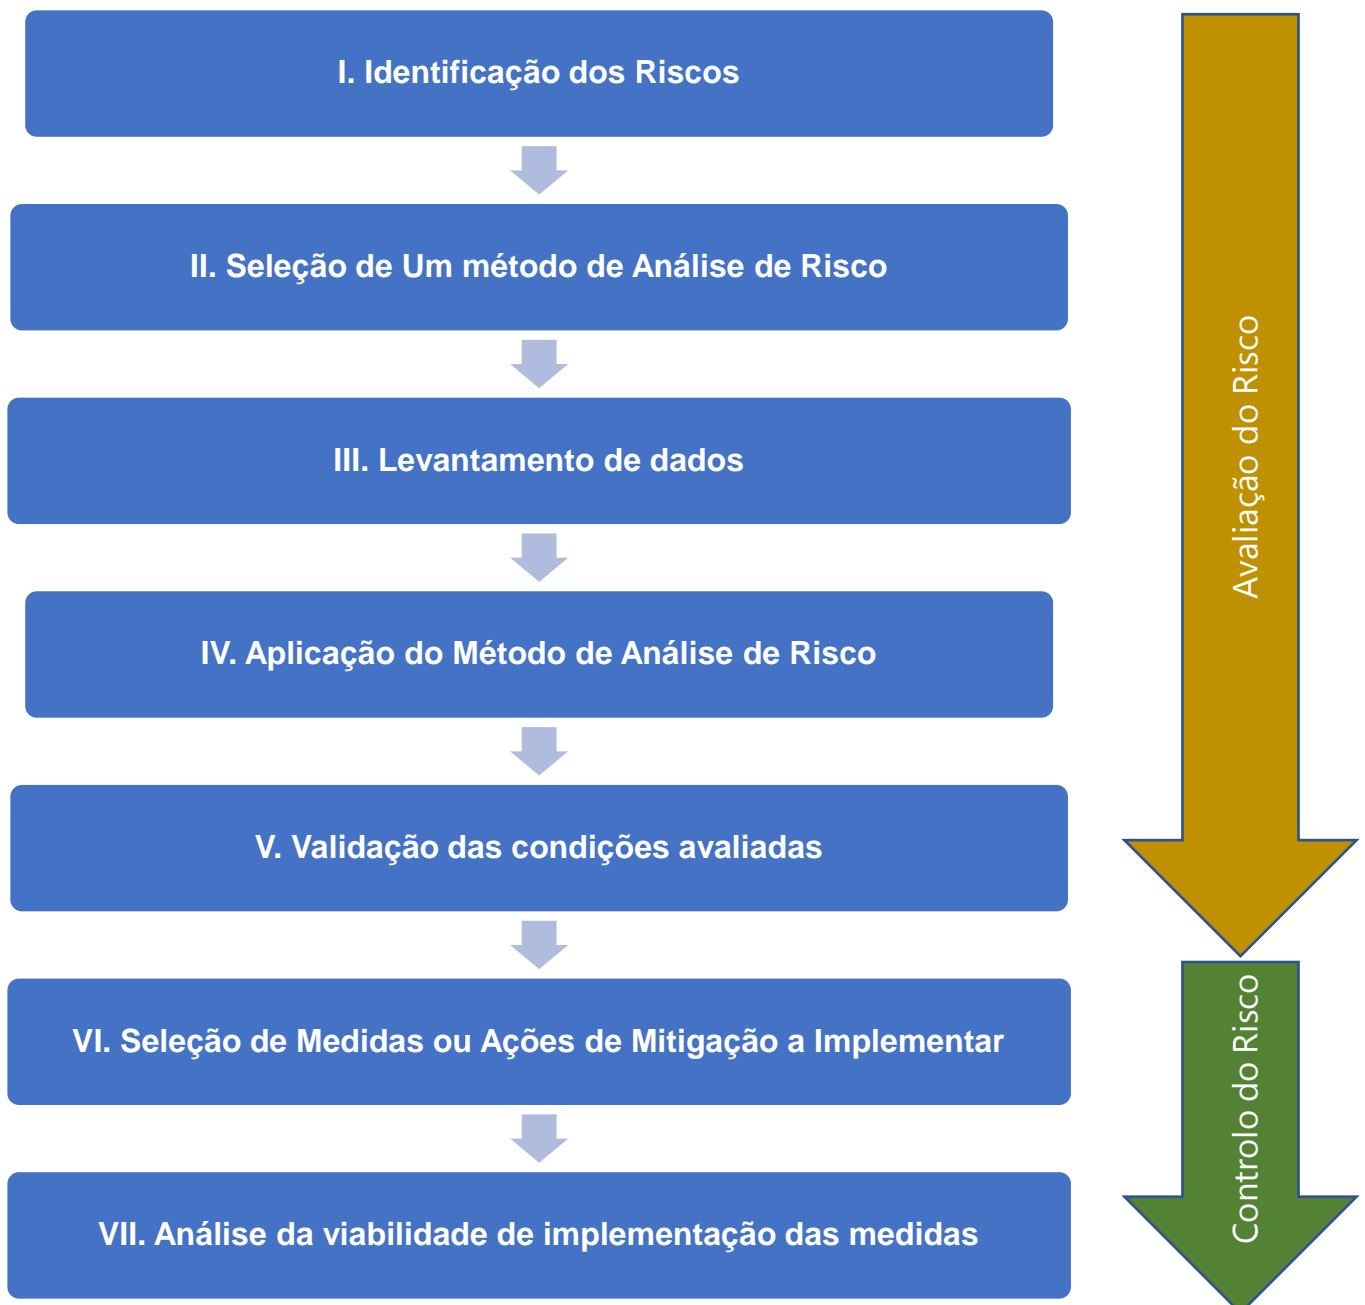 I. Identificação dos Riscos
II. Seleção de Um método de Análise de Risco
III. Levantamento de dados
IV. Aplicação do Método de Análise de Risco
V. Validação das condições avaliadas
VI. Seleção de Medidas ou Ações de Mitigação a Implementar
VII. Análise da viabilidade de implementação das medidas
Avaliação do Risco
Controlo do Risco